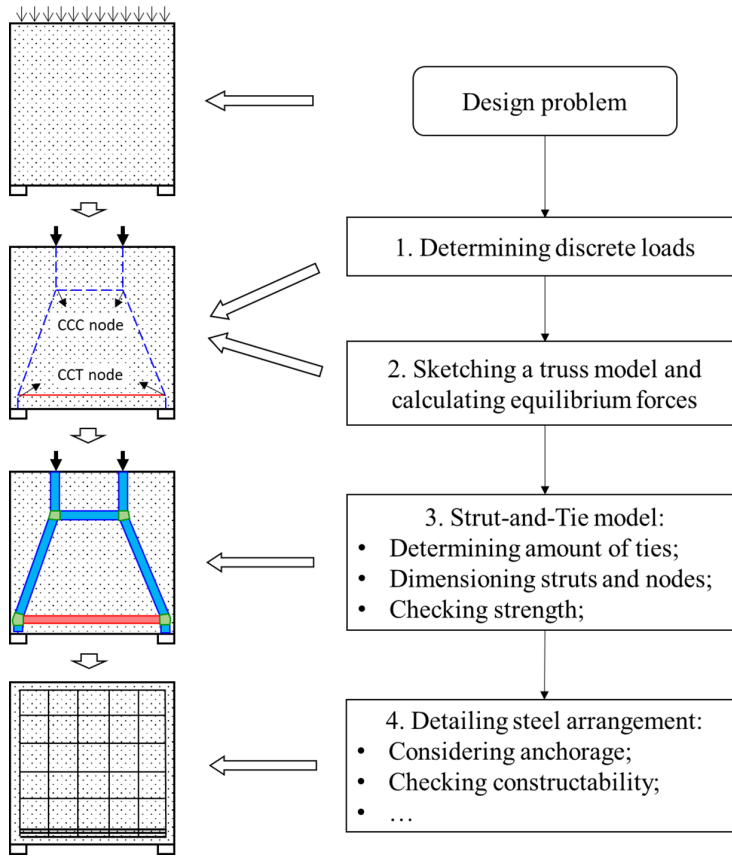 Design problem
1. Determining discrete loads
CCC node
CCT node
2. Sketching a truss model and
calculating equilibrium forces
3. Strut-and-Tie model:
• Determining amount of ties;
• Dimensioning struts and nodes;
• Checking strength;
4. Detailing steel arrangement:
• Considering anchorage;
• Checking constructability;
• …